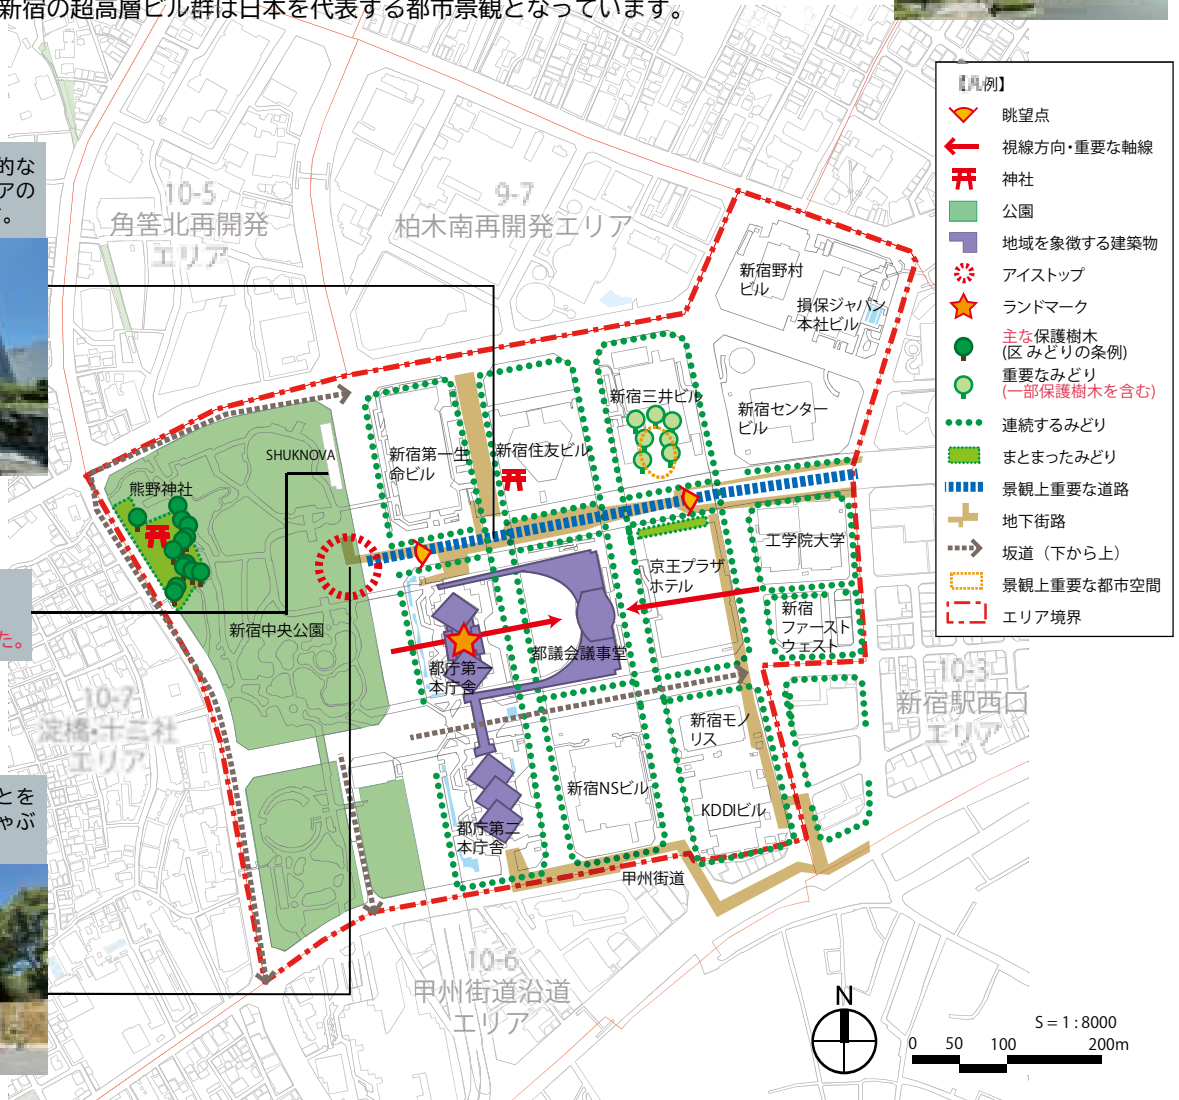 新宿の超高層ビル群は日本を代表する都市景観となっています。
的な
アの
。
た。
とを
ゃぶ
10-5
角筈北再開発
エリア
9-7
柏木南再開発エリア
新宿野村
ビル
損保ジャパン
本社ビル
新宿三井ビル
新宿センター
ビル
新宿第一生
命ビル
新宿住友ビル
SHUKNOVA
熊野神社
工学院大学
京王プラザ
ホテル
新宿
ファースト
ウェスト
新宿中央公園
都議会議事堂
都庁第一
本庁舎
10-7
淀橋十二社
エリア
10-3
新宿駅西口
エリア
新宿モノ
リス
新宿NSビル
KDDIビル
都庁第二
本庁舎
甲州街道
10-6
甲州街道沿道
エリア
【凡例】
眺望点
視線方向・重要な軸線
神社
公園
地域を象徴する建築物
アイストップ
ランドマーク
主な保護樹木
(区 みどりの条例)
重要なみどり
(一部保護樹木を含む)
連続するみどり
まとまったみどり
景観上重要な道路
地下街路
坂道（下から上）
景観上重要な都市空間
エリア境界
N
S = 1 : 8000
0 50 100 200m